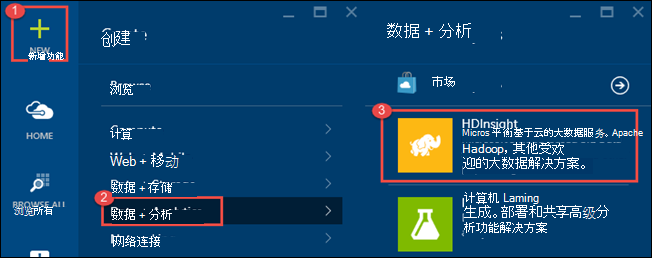 1
NEW
新增功能
HOME
BROWSE ALL
浏览所有
创建
浏览
计算
Web + 移动
数据 + 存储
2
数据 + 分析
网络连接
数据 + 分析
市场
3
HDInsight
Micros 平衡基于云的大数据服务。Apache
Hadoop，其他受欢
迎的大数据解决方案。
计算机 Laming
生成。部署和共享高级分
析功能解决方案